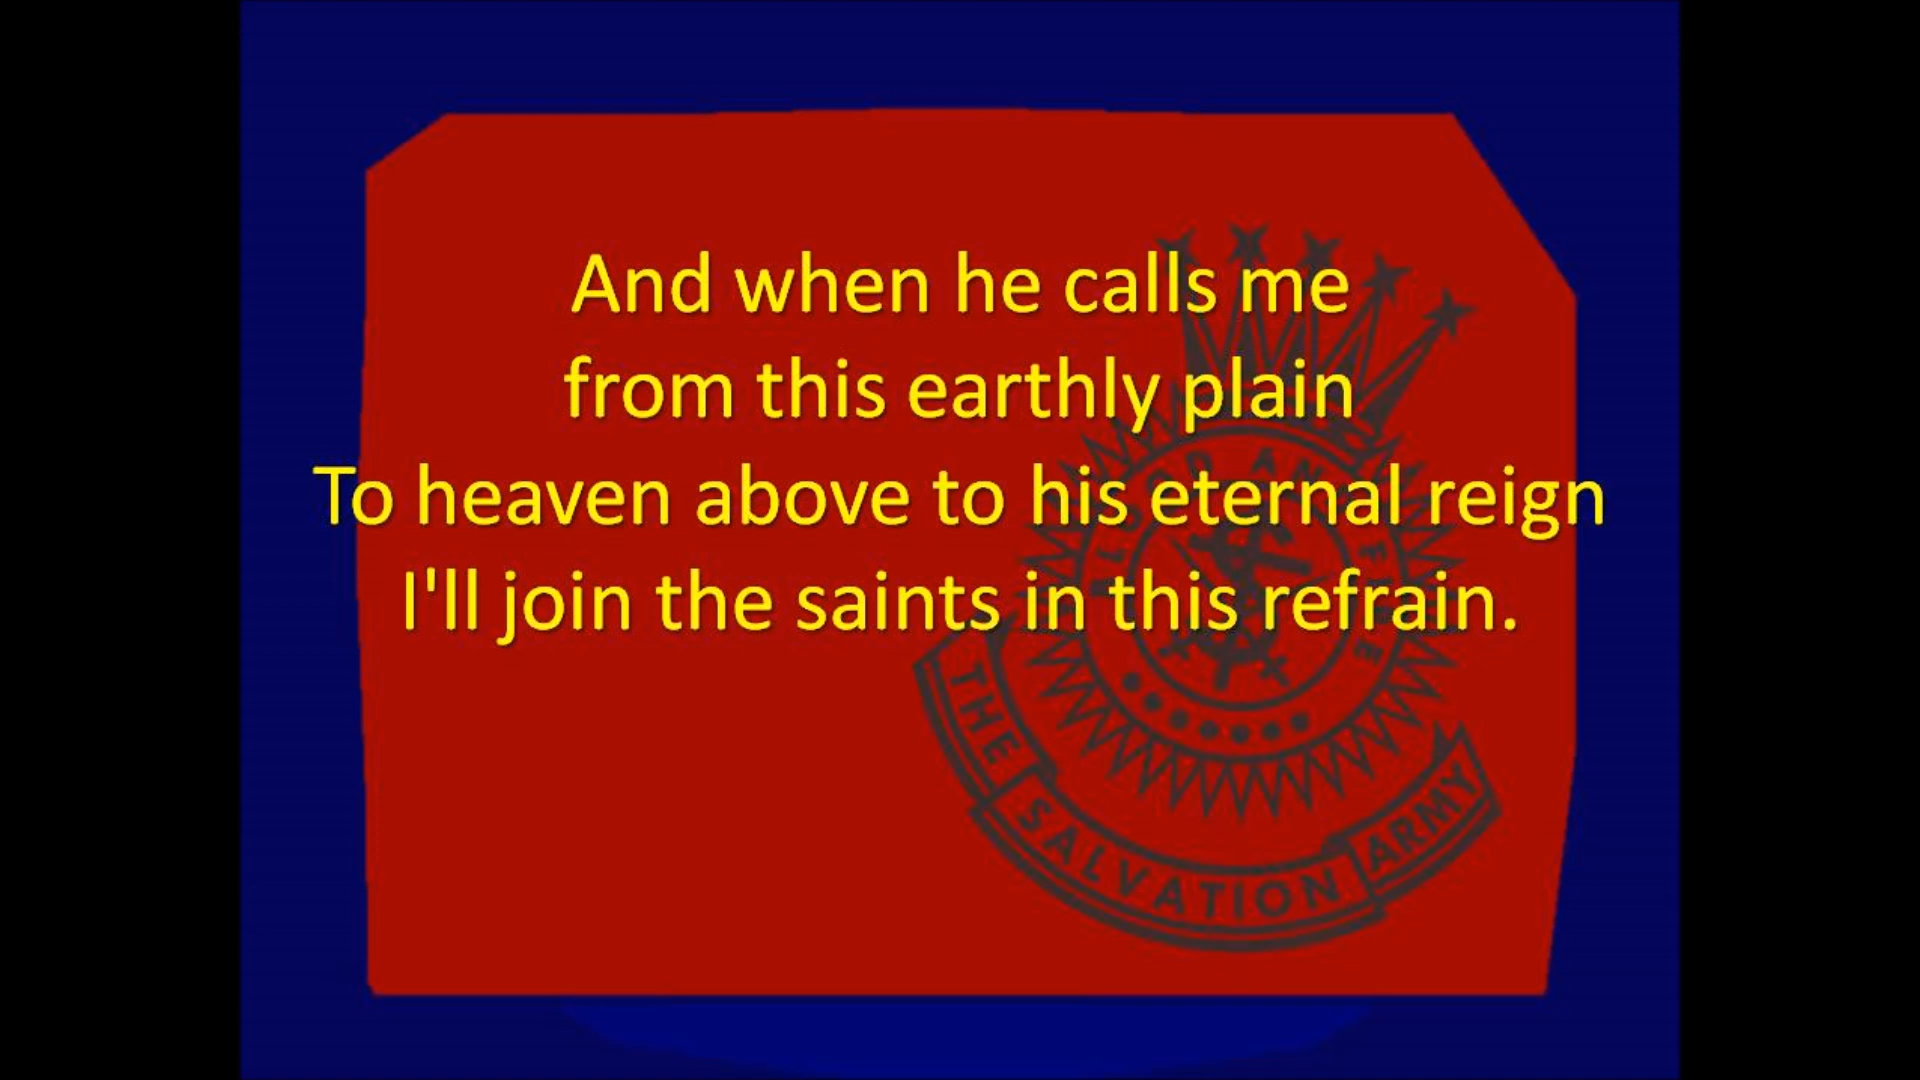 And when he calls me
from this earthly plain
To heaven above to his eternal reign
I'll join the saints in this refrain.
THE SALVATION ARMY